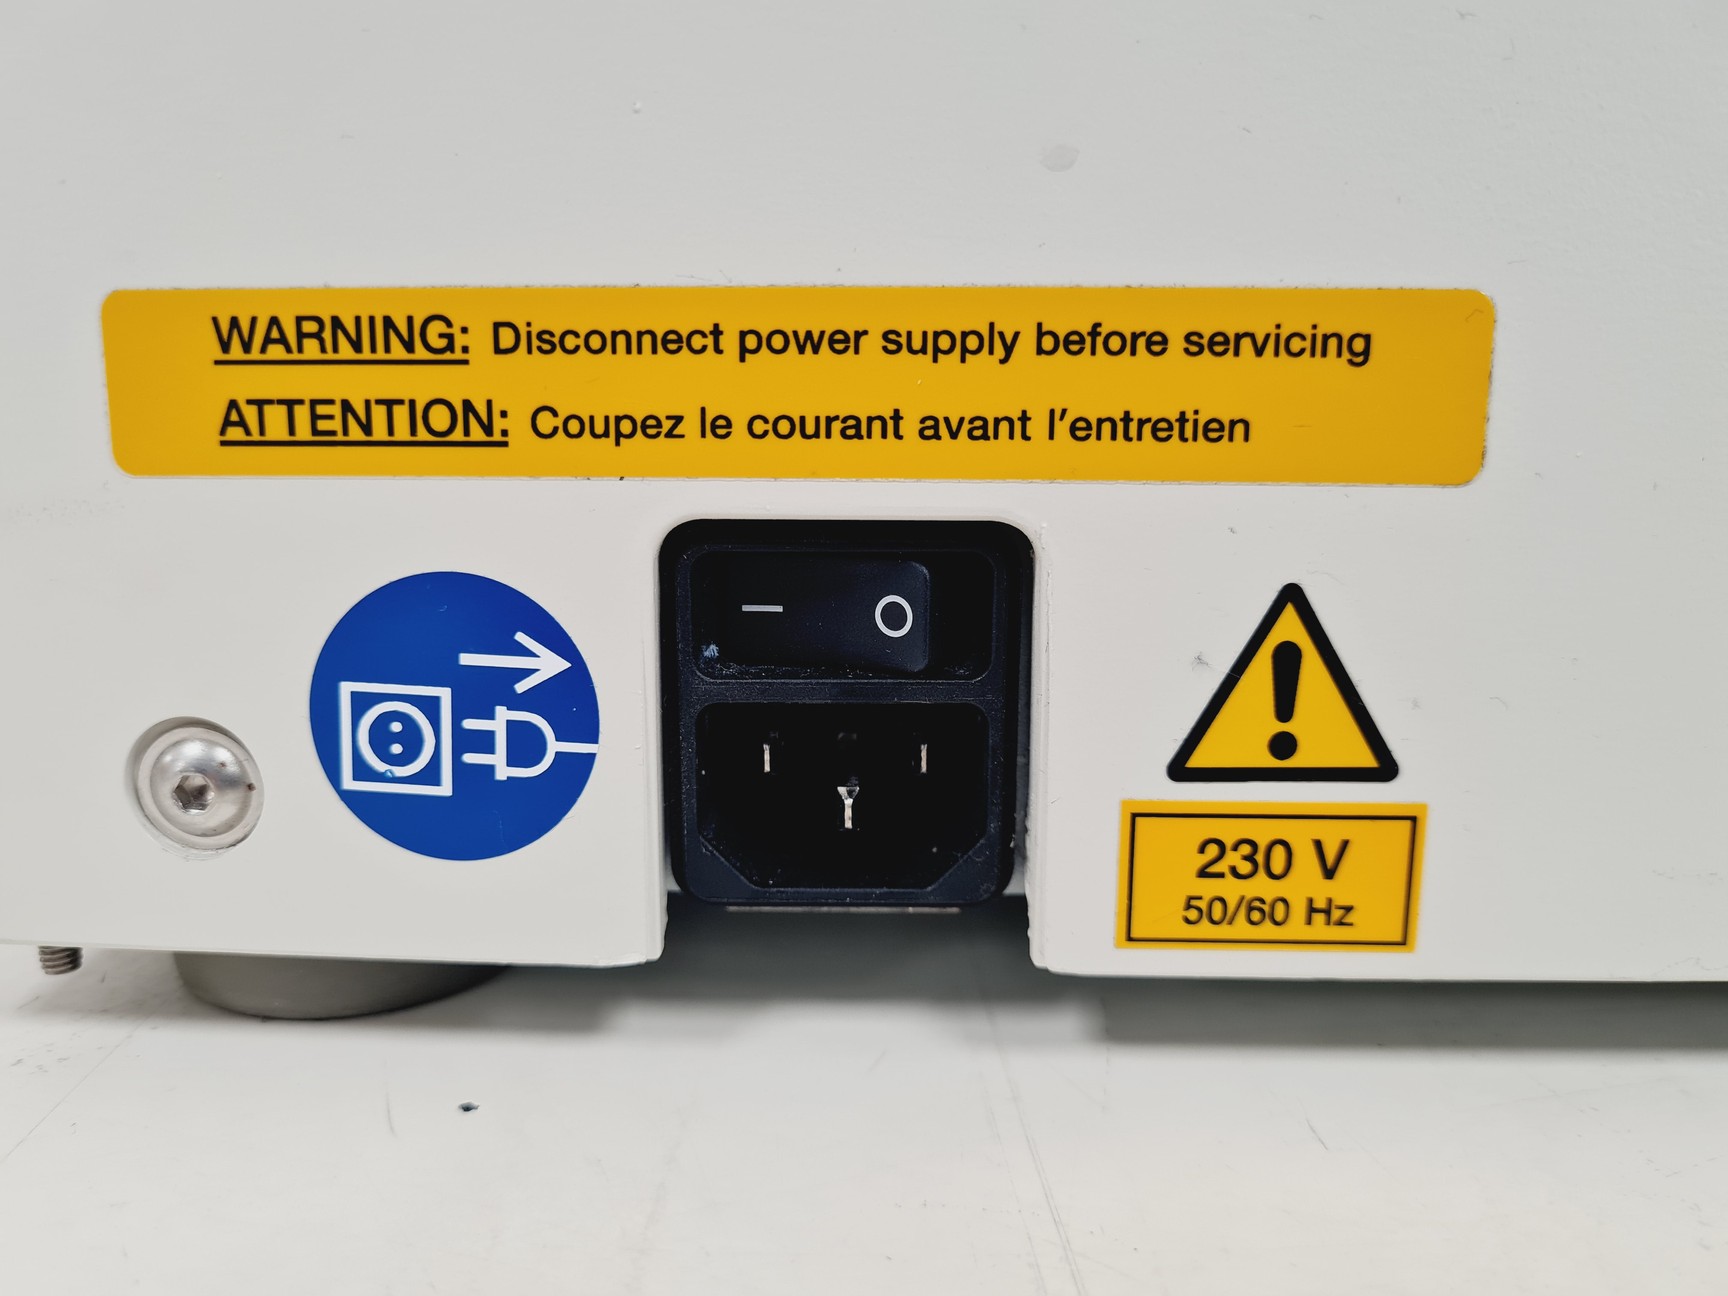 WARNING: Disconnect power supply before servicing
ATTENTION: Coupez le courant avant l'entretien
— O
!
230 V
50/60 Hz